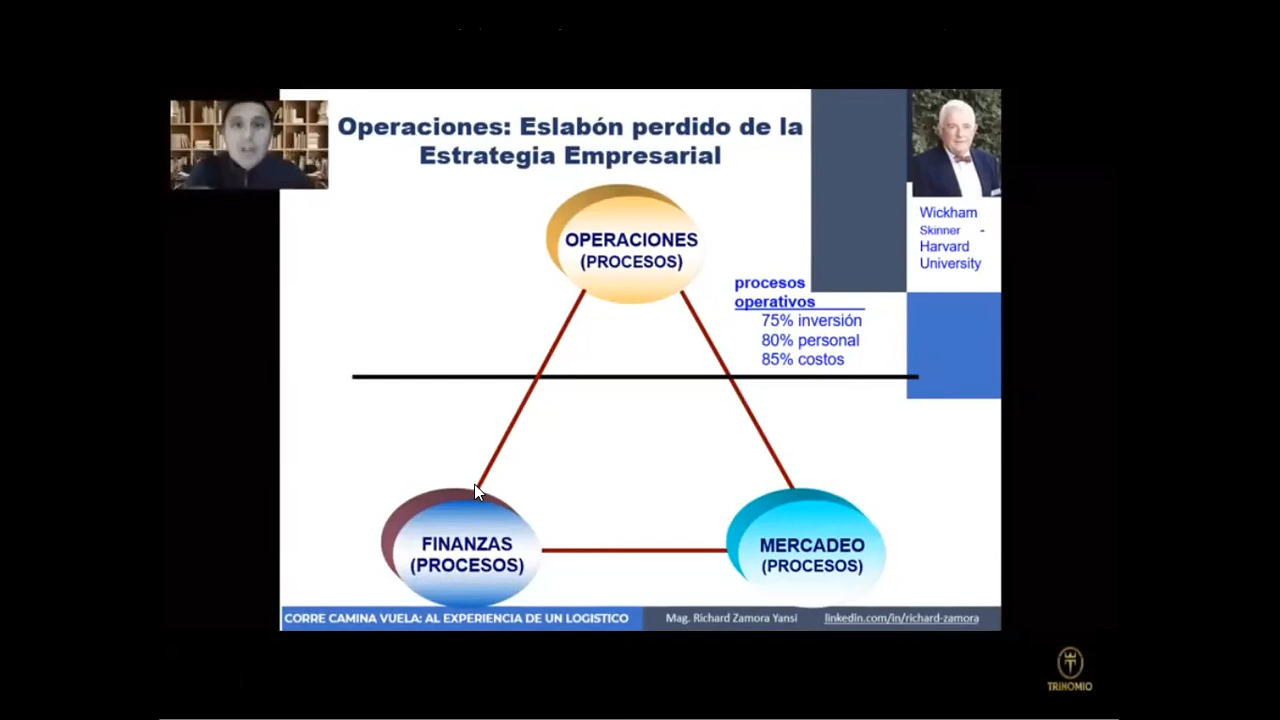 Operaciones: Eslabón perdido de la
Estrategia Empresarial
OPERACIONES
(PROCESOS)
Wickham
Skinner -
Harvard
University
procesos
operativos
75% inversión
80% personal
85% costos
FINANZAS
(PROCESOS)
MERCADEO
(PROCESOS)
CORRE CAMINA VUELA: AL EXPERIENCIA DE UN LOGISTICO
Mag. Richard Zamora Yansi
linkedin.com/in/richard-zamora
TRINOMIO